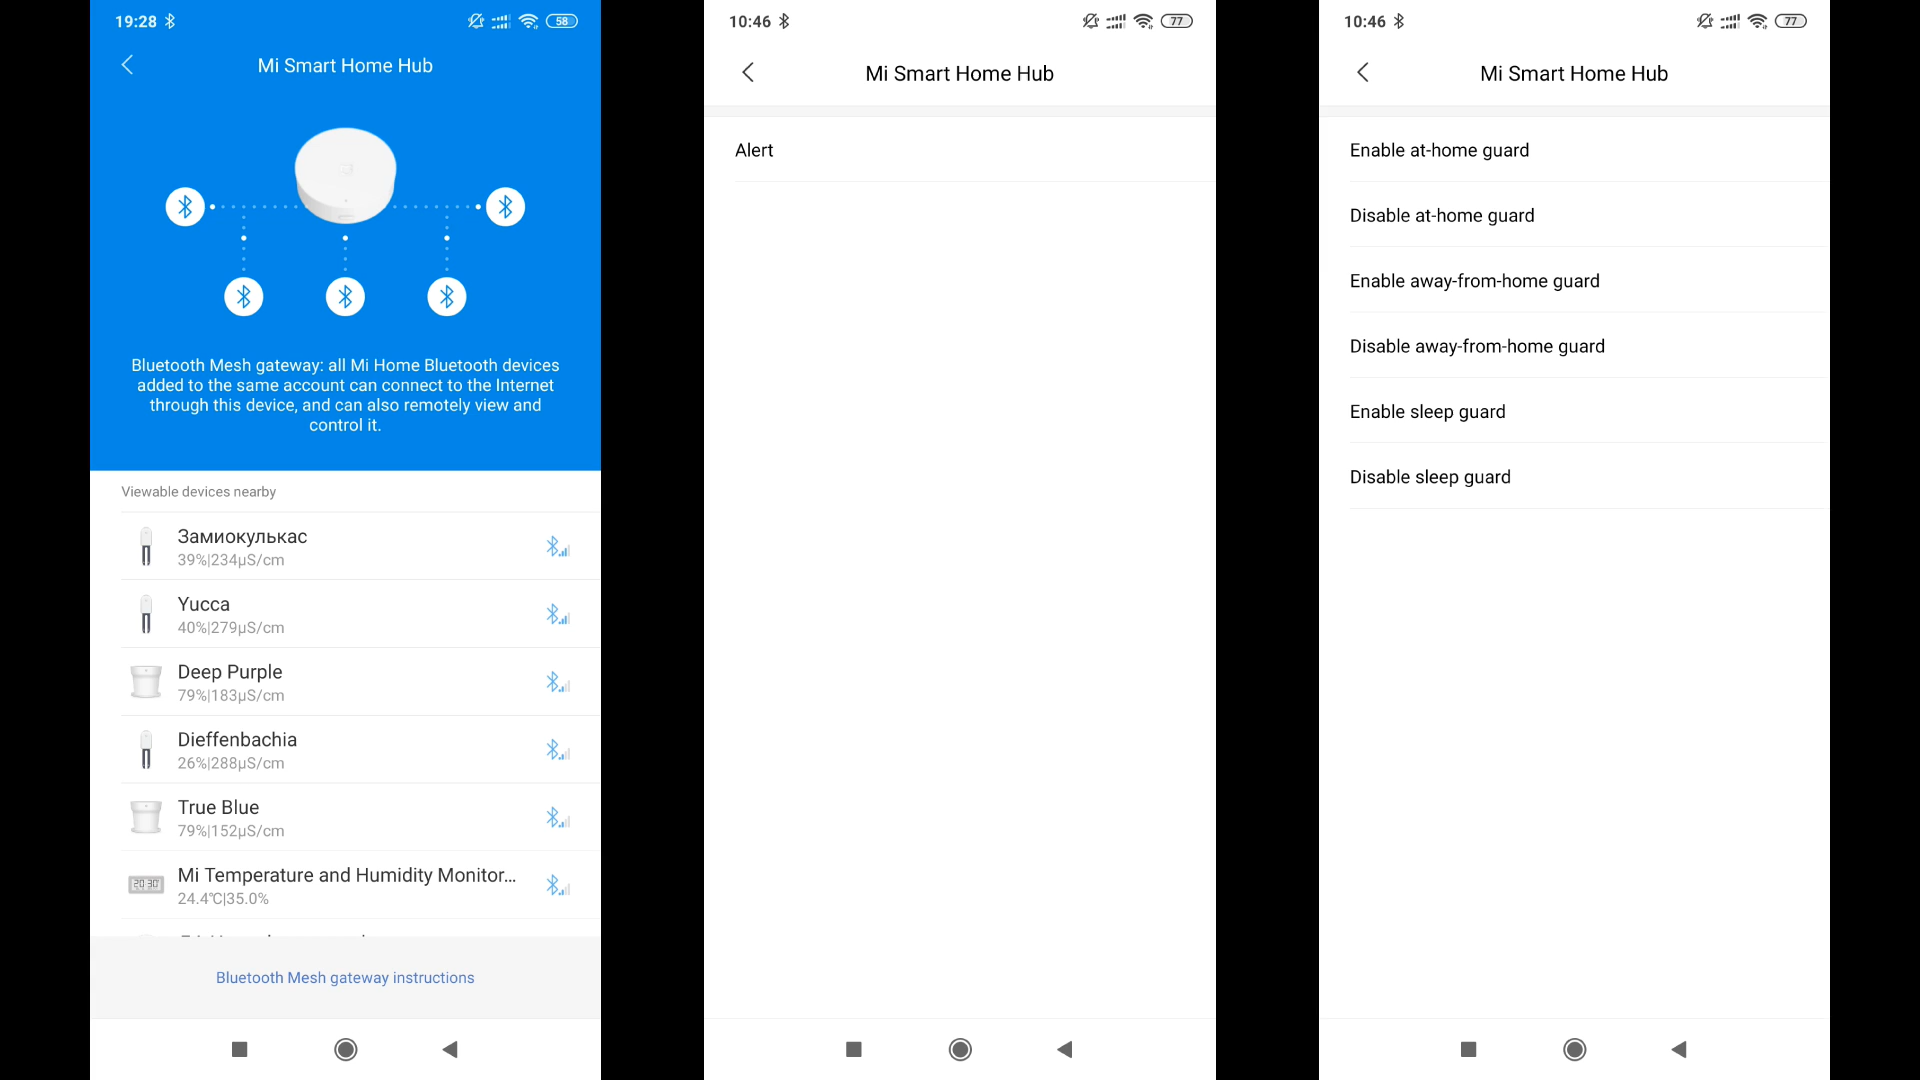 19:28
58
Mi Smart Home Hub
Bluetooth Mesh gateway: all Mi Home Bluetooth devices
added to the same account can connect to the Internet
through this device, and can also remotely view and
control it.
Viewable devices nearby
Замиокулькас
39%|234µS/cm
Yucca
40%|279µS/cm
Deep Purple
79%|183µS/cm
Dieffenbachia
26%|288µS/cm
True Blue
79%|152µS/cm
Mi Temperature and Humidity Monitor...
24.4℃|35.0%
Bluetooth Mesh gateway instructions
10:46
77
Mi Smart Home Hub
Alert
10:46
77
Mi Smart Home Hub
Enable at-home guard
Disable at-home guard
Enable away-from-home guard
Disable away-from-home guard
Enable sleep guard
Disable sleep guard